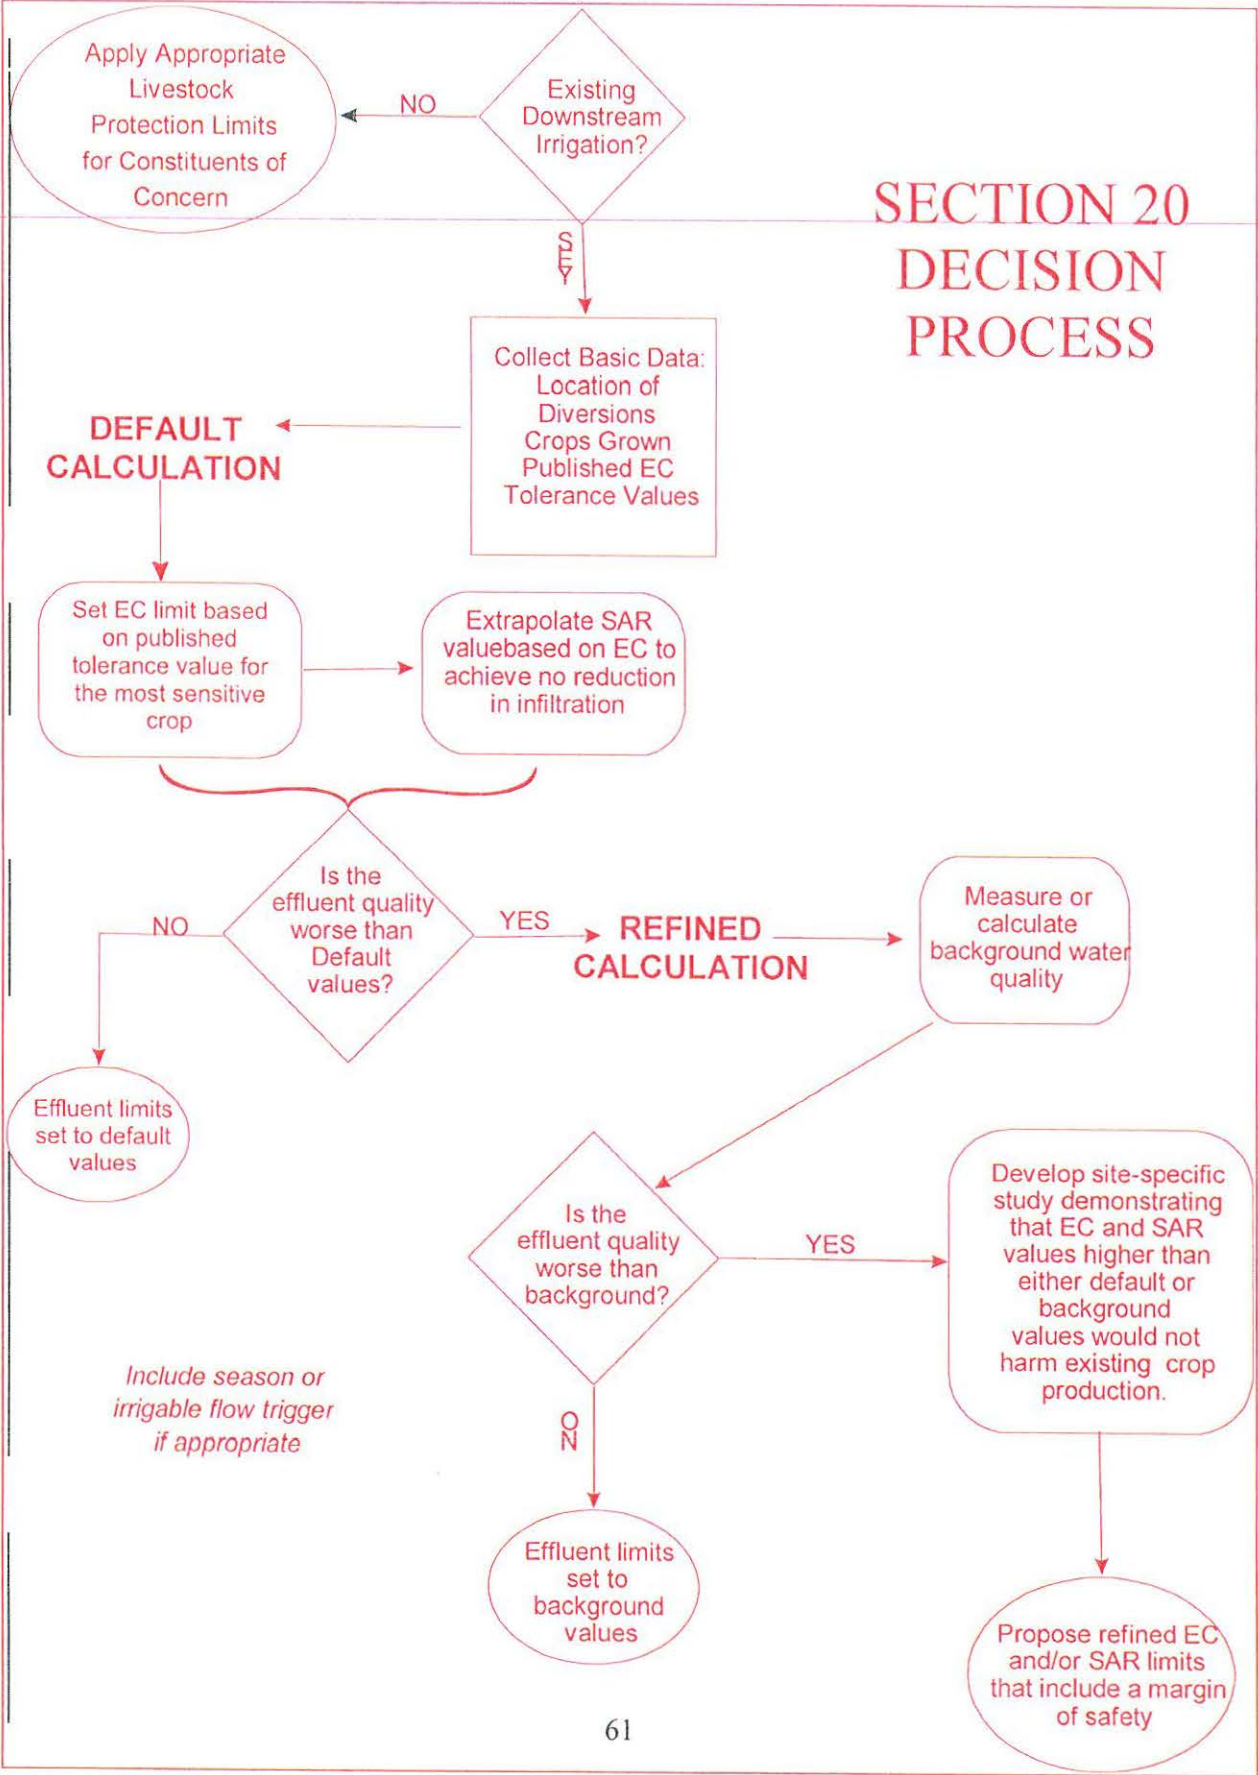 Apply Appropriate
Livestock
Protection Limits
for Constituents of
Concern
NO
Existing
Downstream
Irrigation?
SECTION 20
DECISION
PROCESS
YES
Collect Basic Data:
Location of
Diversions
Crops Grown
Published EC
Tolerance Values
DEFAULT
CALCULATION
Set EC limit based
on published
tolerance value for
the most sensitive
crop
Extrapolate SAR
valuebased on EC to
achieve no reduction
in infiltration
Is the
effluent quality
worse than
Default
values?
NO
YES
REFINED
CALCULATION
Measure or
calculate
background water
quality
Effluent limits
set to default
values
Is the
effluent quality
worse than
background?
YES
Develop site-specific
study demonstrating
that EC and SAR
values higher than
either default or
background
values would not
harm existing crop
production.
Include season or
irrigable flow trigger
if appropriate
NO
Effluent limits
set to
background
values
Propose refined EC
and/or SAR limits
that include a margin
of safety
61